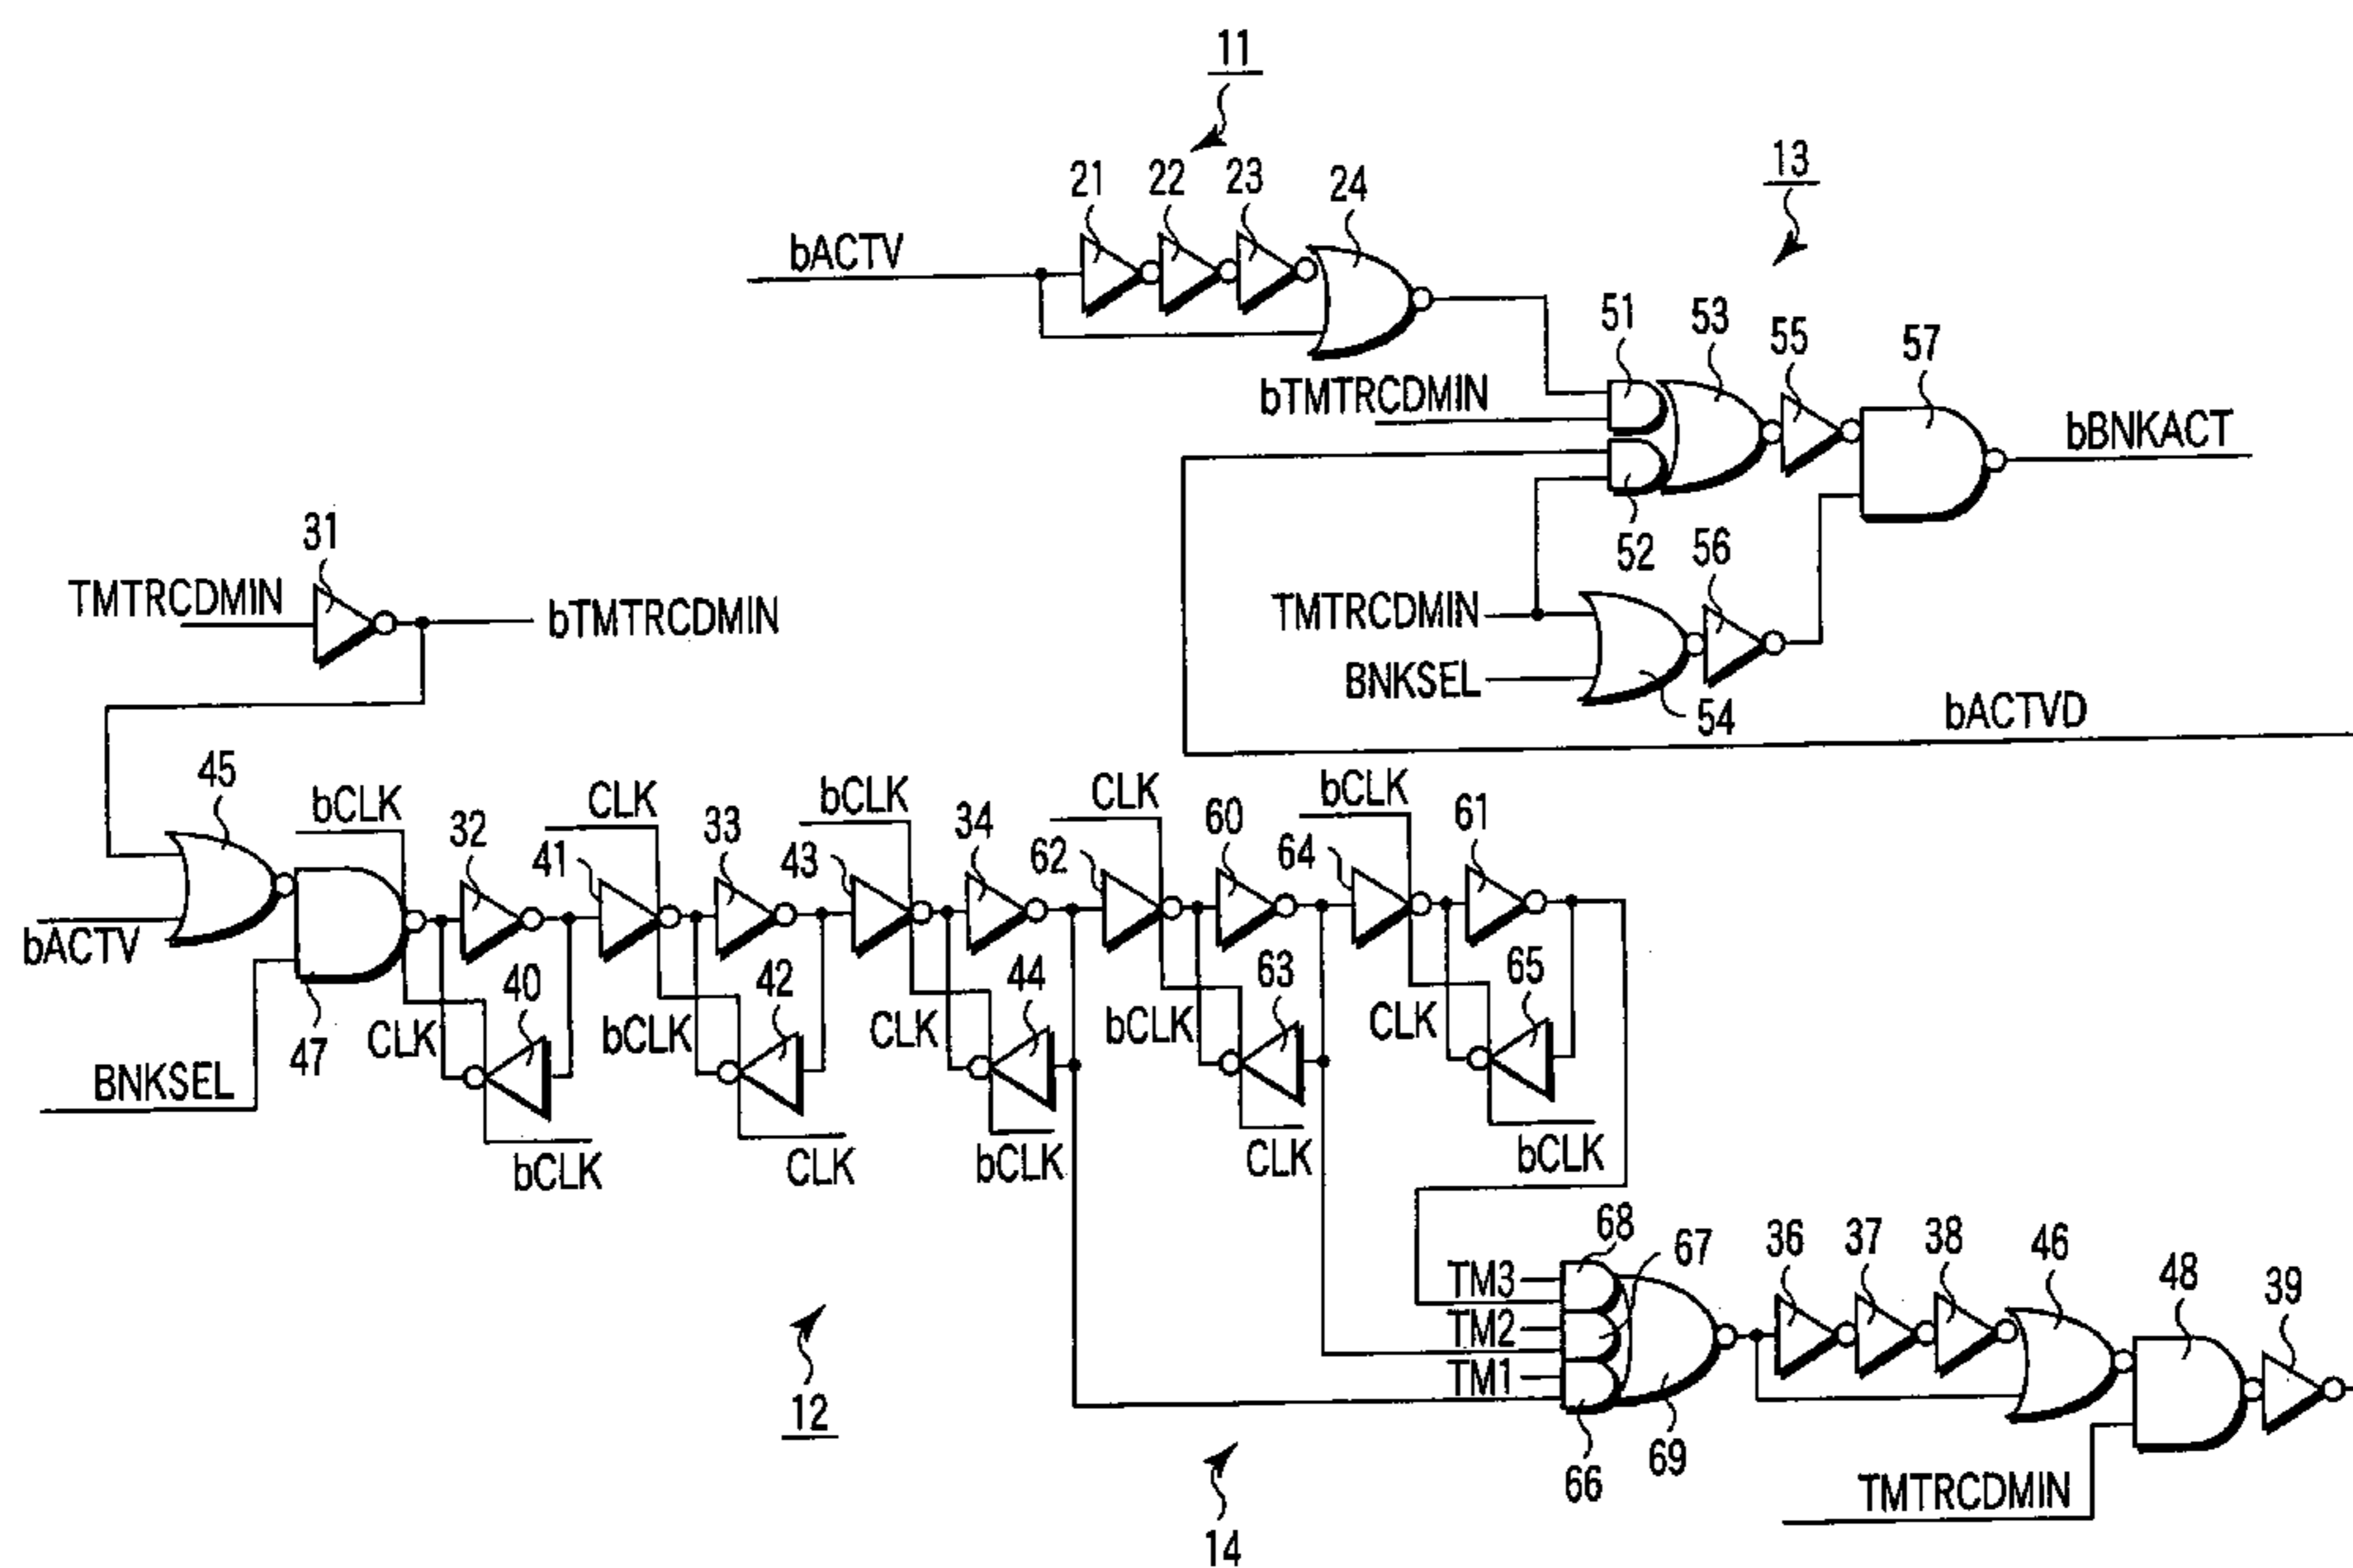 11
13
21 22 23 24
bACTV
51 53 55 57
bTMTRCDMIN
bBNKACT
52 56
31
TMTRCDMIN
bTMTRCDMIN
TMTRCDMIN
BNKSEL
54
bACTVD
45 bCLK 32 41 CLK 33 43 bCLK 34 62 CLK 60 64 bCLK 61
bACTV
47 CLK 40 bCLK 42 CLK 44 bCLK 63 CLK 65
BNKSEL
bCLK CLK bCLK CLK bCLK
68 67 36 37 38 46 48 39
TM3
TM2
TM1
12
66 69
TMTRCDMIN
14